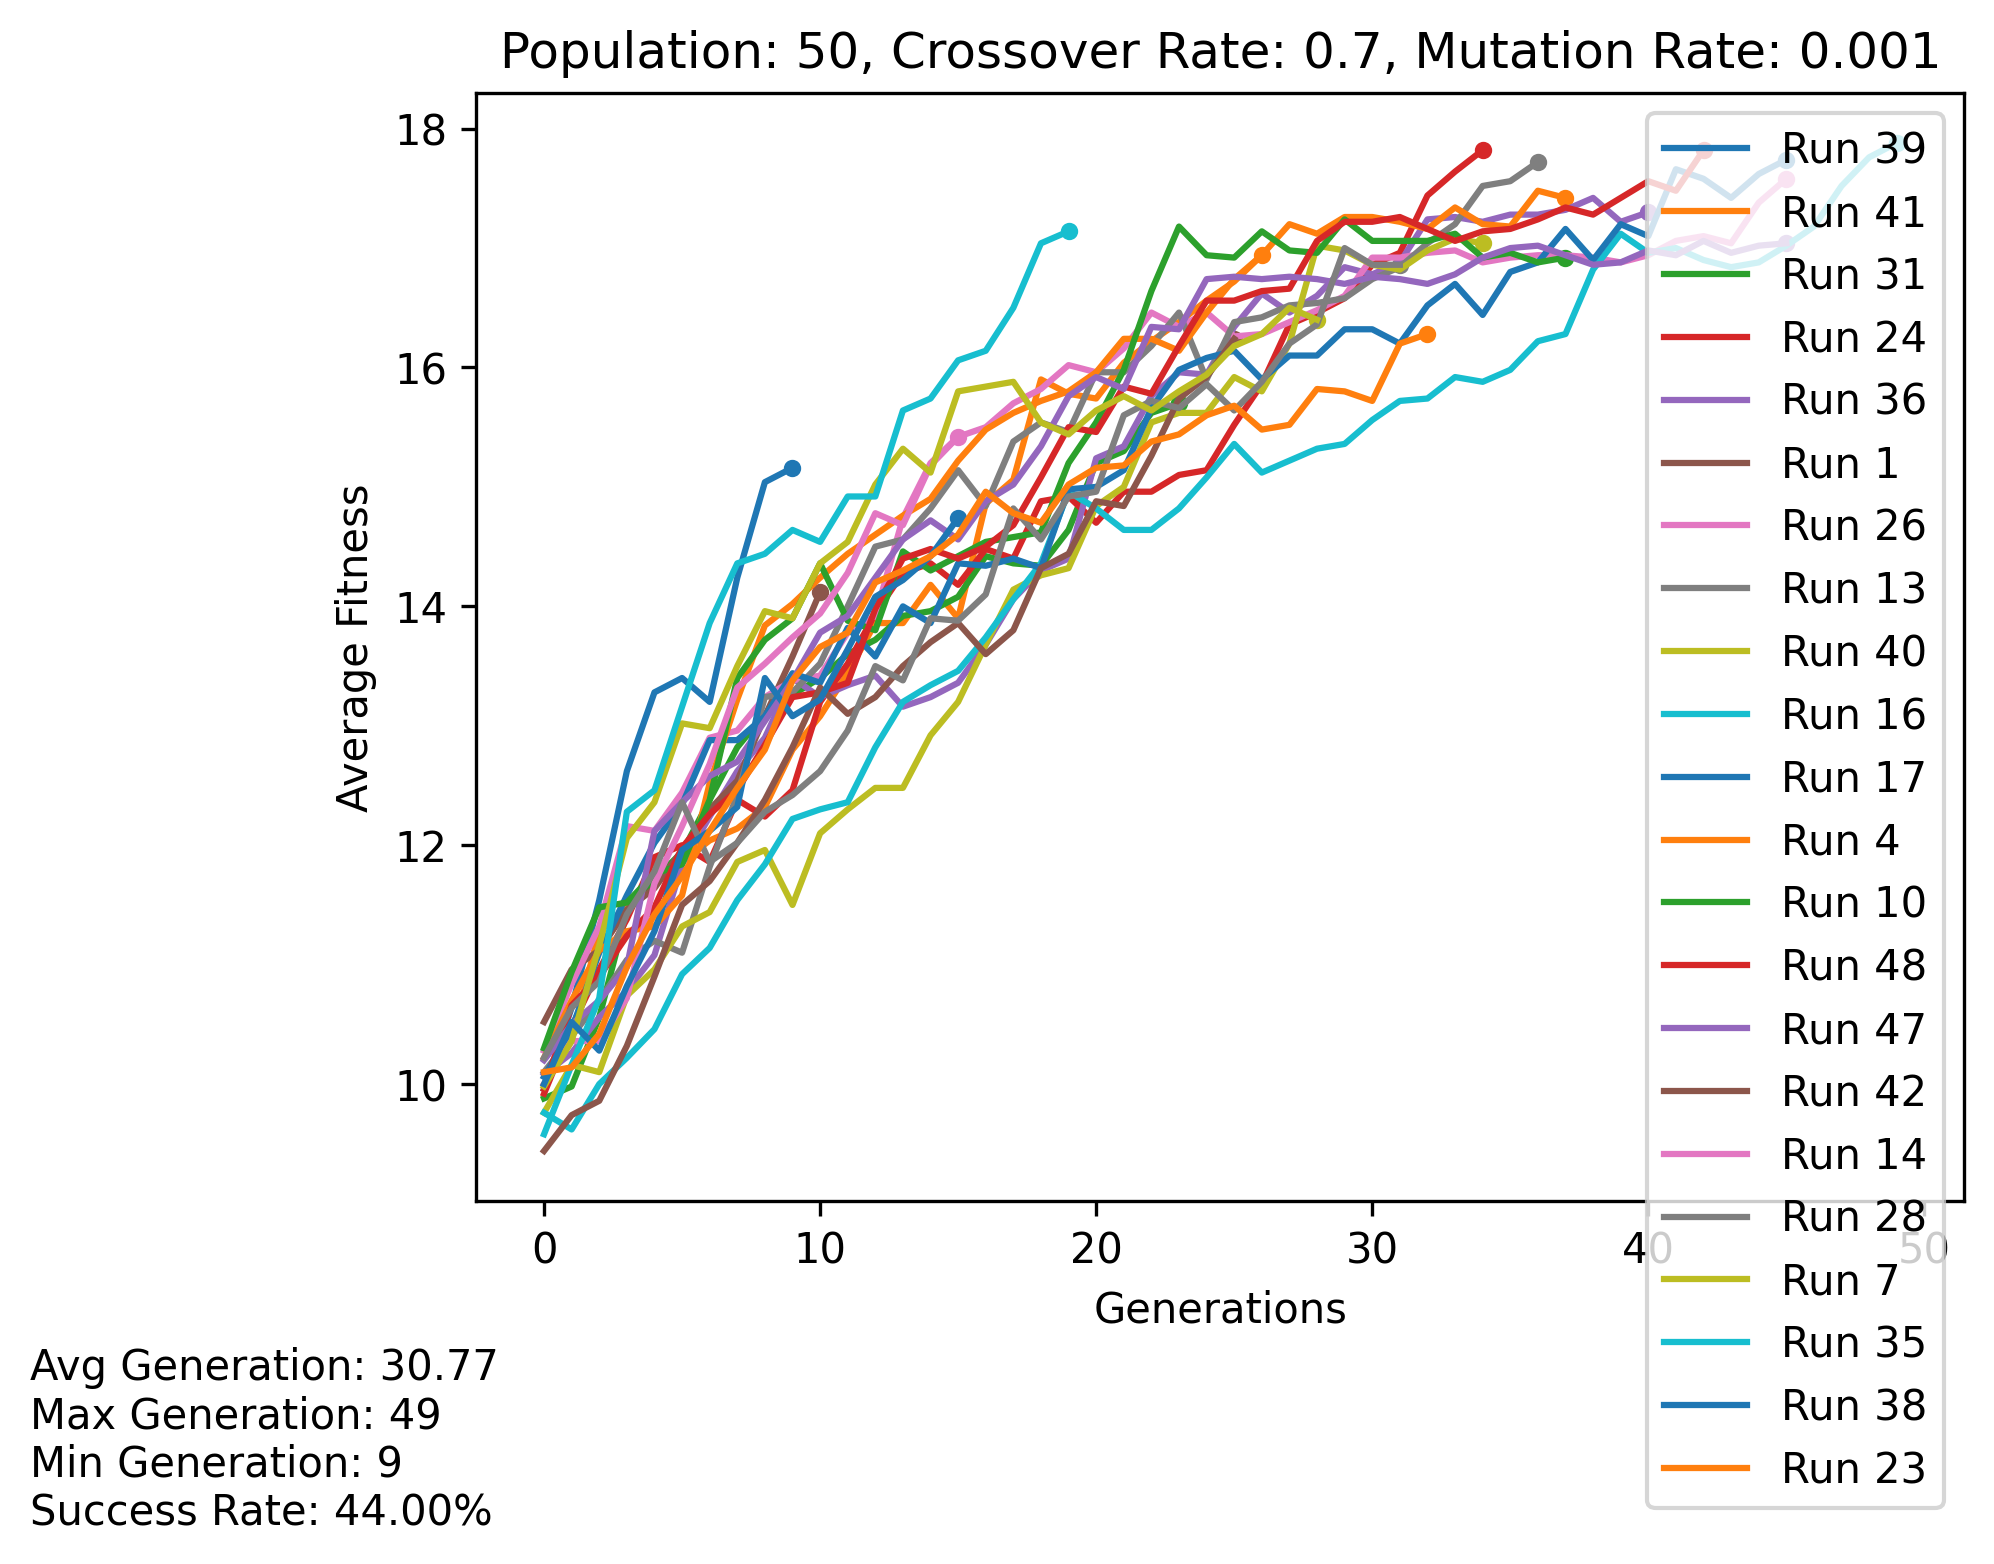 Population: 50, Crossover Rate: 0.7, Mutation Rate: 0.001
18
16
14
12
10
Average Fitness
0
10
20
30
40
50
Generations
Run 39
Run 41
Run 31
Run 24
Run 36
Run 1
Run 26
Run 13
Run 40
Run 16
Run 17
Run 4
Run 10
Run 48
Run 47
Run 42
Run 14
Run 28
Run 7
Run 35
Run 38
Run 23
Avg Generation: 30.77
Max Generation: 49
Min Generation: 9
Success Rate: 44.00%